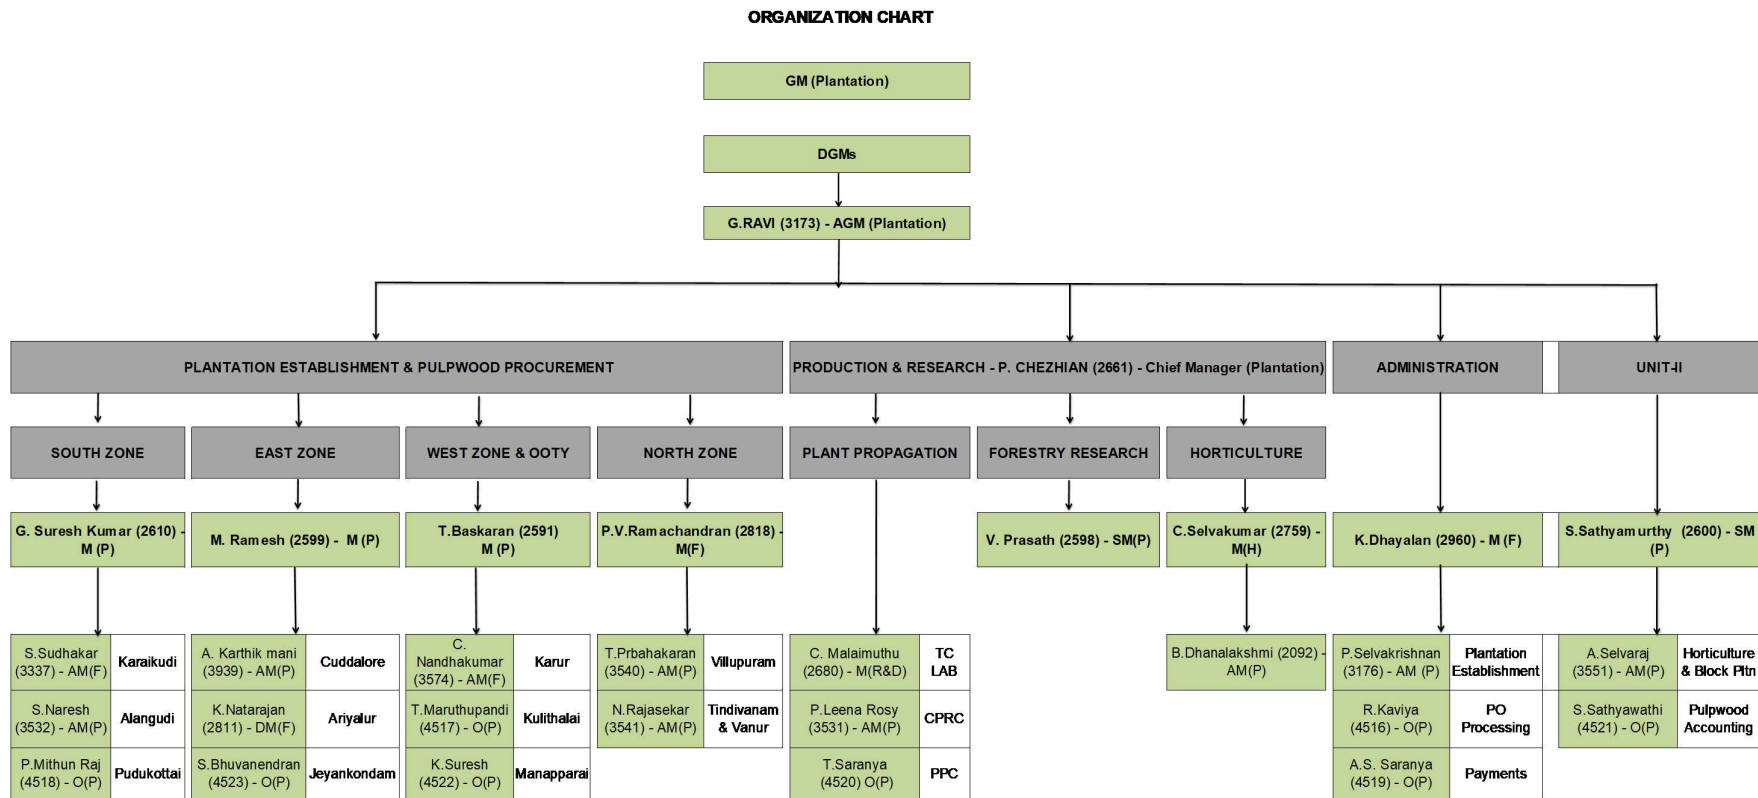 ORGANIZATION CHART
GM (Plantation)
DGMs
G.RAVI (3173) - AGM (Plantation)
PLANTATION ESTABLISHMENT & PULPWOOD PROCUREMENT
PRODUCTION & RESEARCH - P. CHEZHIAN (2661) - Chief Manager (Plantation)
ADMINISTRATION
UNIT-II
SOUTH ZONE
EAST ZONE
WEST ZONE & OOTY
NORTH ZONE
PLANT PROPAGATION
FORESTRY RESEARCH
HORTICULTURE
G. Suresh Kumar (2610) -
M (P)
M. Ramesh (2599) - M (P)
T.Baskaran (2591)
M (P)
P.V.Ramachandran (2818) -
M(F)
V. Prasath (2598) - SM(P)
C.Selvakumar (2759) -
M(H)
K.Dhayalan (2960) - M (F)
S.Sathyamurthy (2600) - SM
(P)
S.Sudhakar
(3337) - AM(F)
Karaikudi
A. Karthik mani
(3939) - AM(P)
Cuddalore
C.
Nandhakumar
(3574) - AM(F)
Karur
T.Prbahakaran
(3540) - AM(P)
Villupuram
C. Malaimuthu
(2680) - M(R&D)
TC
LAB
B.Dhanalakshmi (2092) -
AM(P)
P.Selvakrishnan
(3176) - AM (P)
Plantation
Establishment
A.Selvaraj
(3551) - AM(P)
Horticulture
& Block Pltn
S.Naresh
(3532) - AM(P)
Alangudi
K.Natarajan
(2811) - DM(F)
Ariyalur
T.Maruthupandi
(4517) - O(P)
Kulithalai
N.Rajasekar
(3541) - AM(P)
Tindivanam
& Vanur
P.Leena Rosy
(3531) - AM(P)
CPRC
R.Kaviya
(4516) - O(P)
PO
Processing
S.Sathyawathi
(4521) - O(P)
Pulpwood
Accounting
P.Mithun Raj
(4518) - O(P)
Pudukottai
S.Bhuvanendran
(4523) - O(P)
Jeyankondam
K.Suresh
(4522) - O(P)
Manapparai
T.Saranya
(4520) O(P)
PPC
A.S. Saranya
(4519) - O(P)
Payments